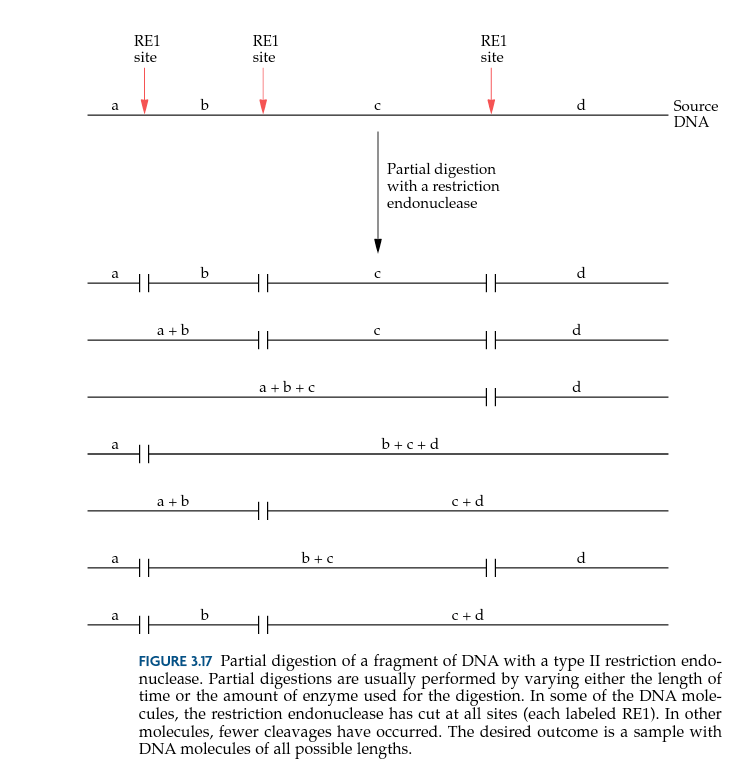 RE1 RE1 RE1
site site site
a b c d Source
DNA
Partial digestion
with a restriction
endonuclease
a b c d
a + b c d
a + b + c d
a b + c + d
a + b c + d
a b + c d
a b c + d
FIGURE 3.17 Partial digestion of a fragment of DNA with a type II restriction endo-
nuclease. Partial digestions are usually performed by varying either the length of
time or the amount of enzyme used for the digestion. In some of the DNA mole-
cules, the restriction endonuclease has cut at all sites (each labeled RE1). In other
molecules, fewer cleavages have occurred. The desired outcome is a sample with
DNA molecules of all possible lengths.